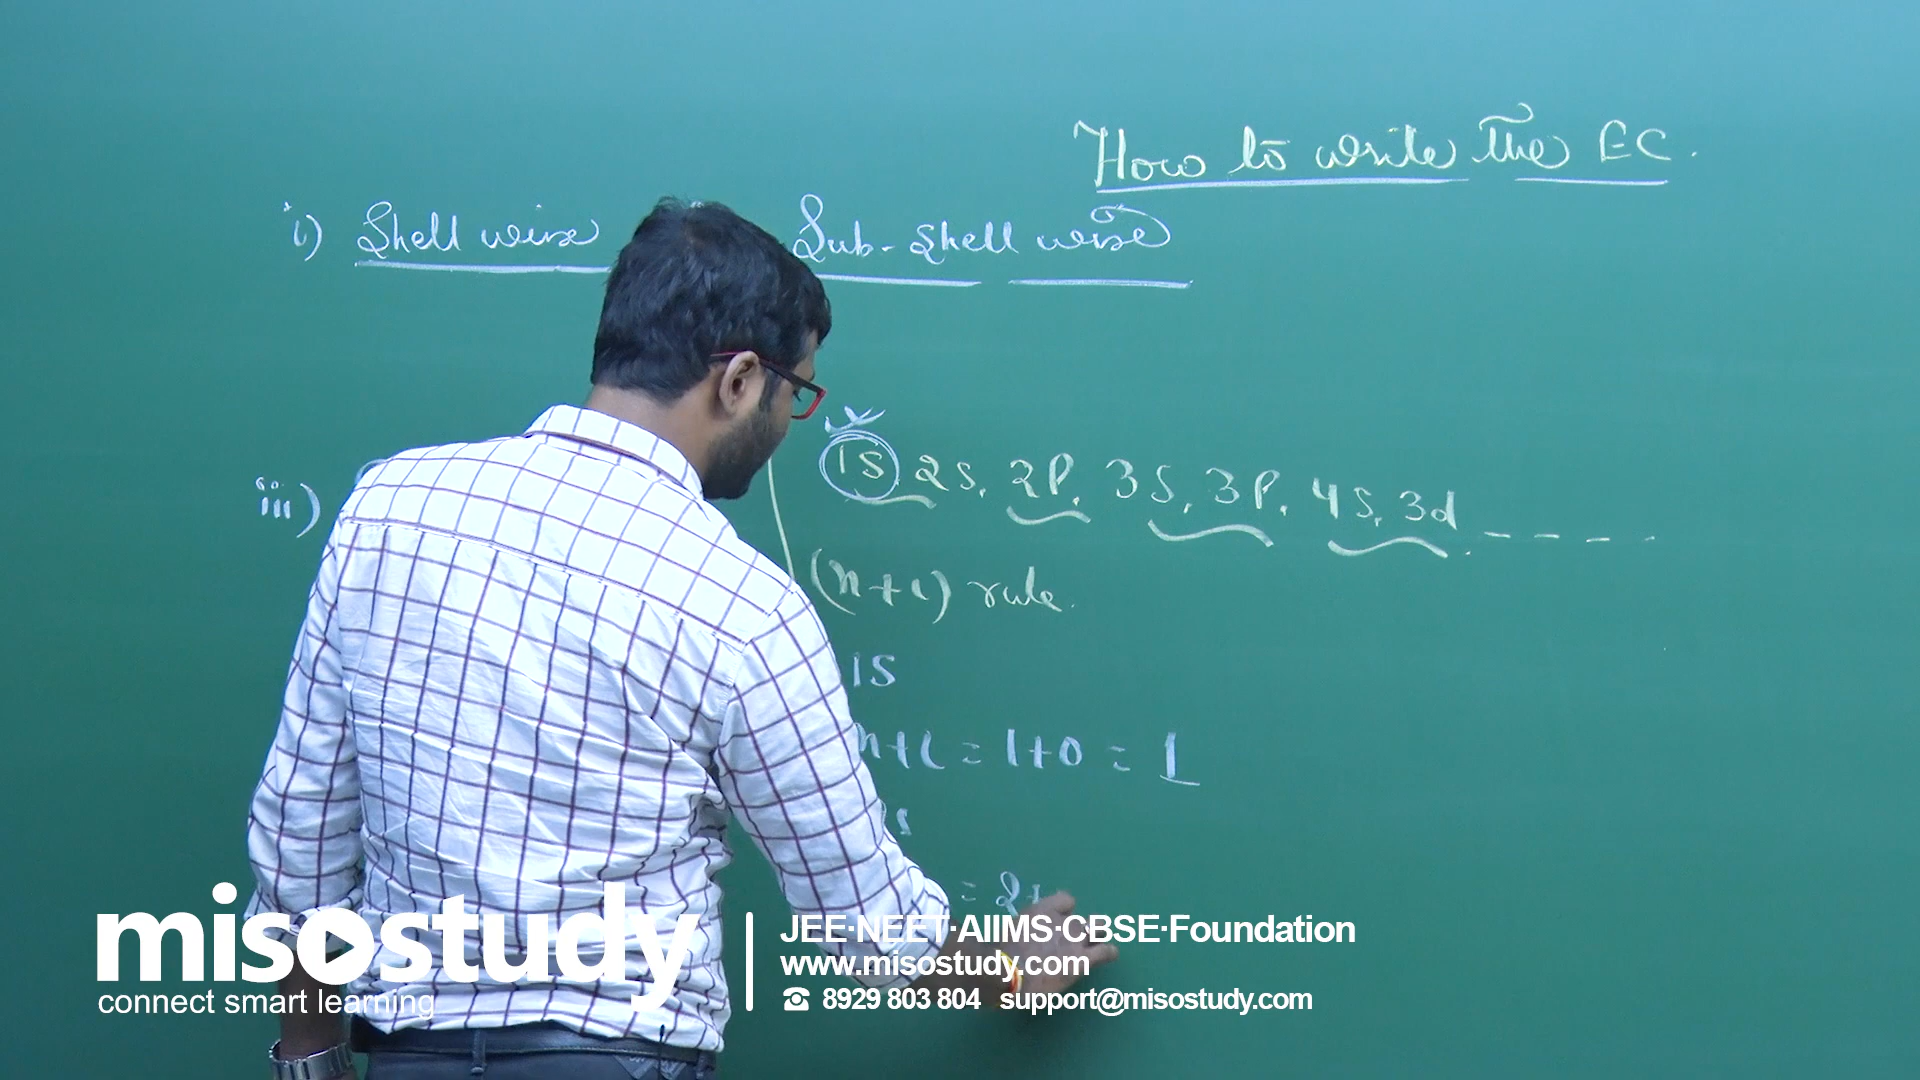 How to write the EC.
i) Shell wise Sub-shell wise
iii)
1s 2s, 2P, 3s, 3P, 4s, 3d - - - -
(n+l) rule.
1s
n+l = 1+0 = 1
2s
= 2+
misostudy
connect smart learning
JEE·NEET·AIIMS·CBSE·Foundation
www.misostudy.com
8929 803 804 support@misostudy.com